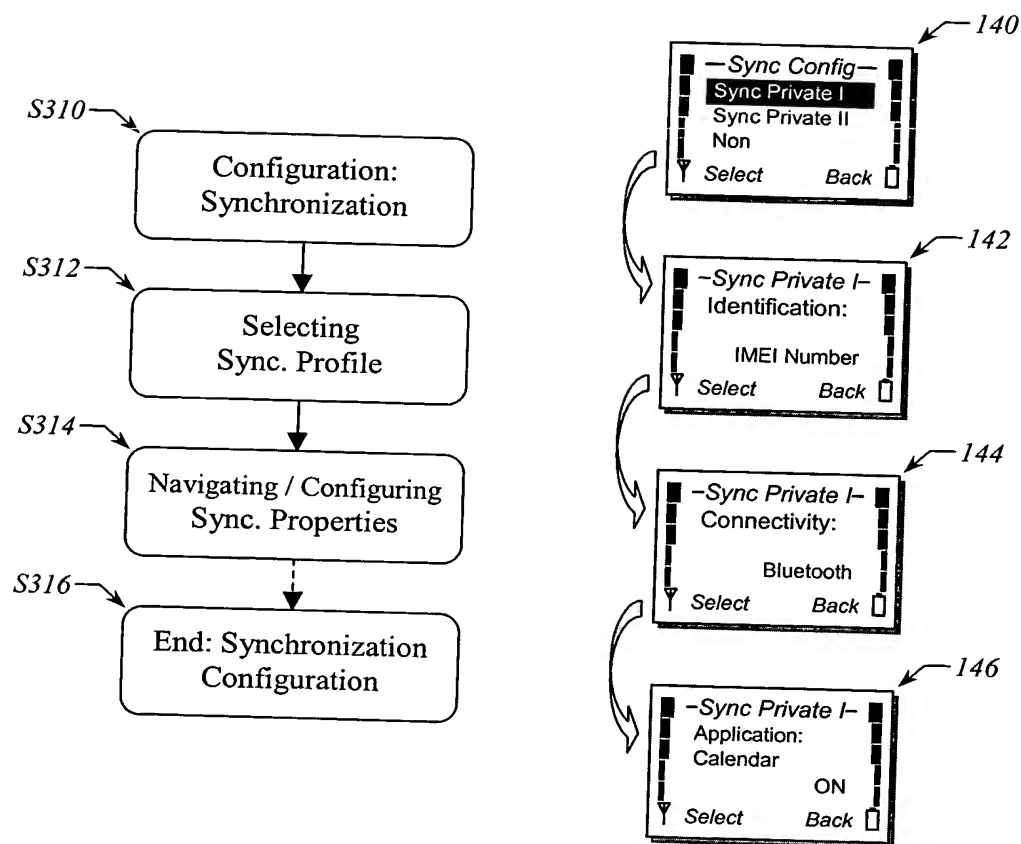 S310
Configuration:
Synchronization
S312
Selecting
Sync. Profile
S314
Navigating / Configuring
Sync. Properties
S316
End: Synchronization
Configuration
140
–Sync Config–
Sync Private I
Sync Private II
Non
Select Back
142
–Sync Private I–
Identification:
IMEI Number
Select Back
144
–Sync Private I–
Connectivity:
Bluetooth
Select Back
146
–Sync Private I–
Application:
Calendar
ON
Select Back